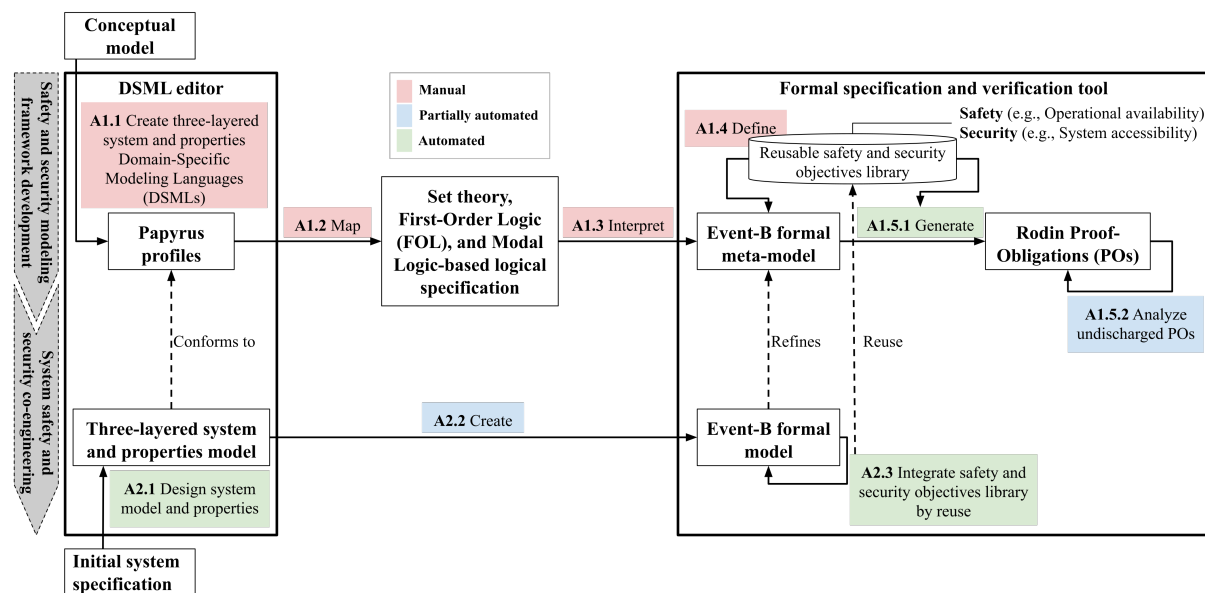 Conceptual
model
Safety and security modeling
framework development
System safety and
security co-engineering
DSML editor
A1.1 Create three-layered
system and properties
Domain-Specific
Modeling Languages
(DSMLs)
Papyrus
profiles
Conforms to
Three-layered system
and properties model
A2.1 Design system
model and properties
Initial system
specification
Manual
Partially automated
Automated
A1.2 Map
Set theory,
First-Order Logic
(FOL), and Modal
Logic-based logical
specification
A1.3 Interpret
A2.2 Create
Formal specification and verification tool
Safety (e.g., Operational availability)
Security (e.g., System accessibility)
A1.4 Define
Reusable safety and security
objectives library
Event-B formal
meta-model
A1.5.1 Generate
Rodin Proof-
Obligations (POs)
A1.5.2 Analyze
undischarged POs
Refines
Reuse
Event-B formal
model
A2.3 Integrate safety and
security objectives library
by reuse